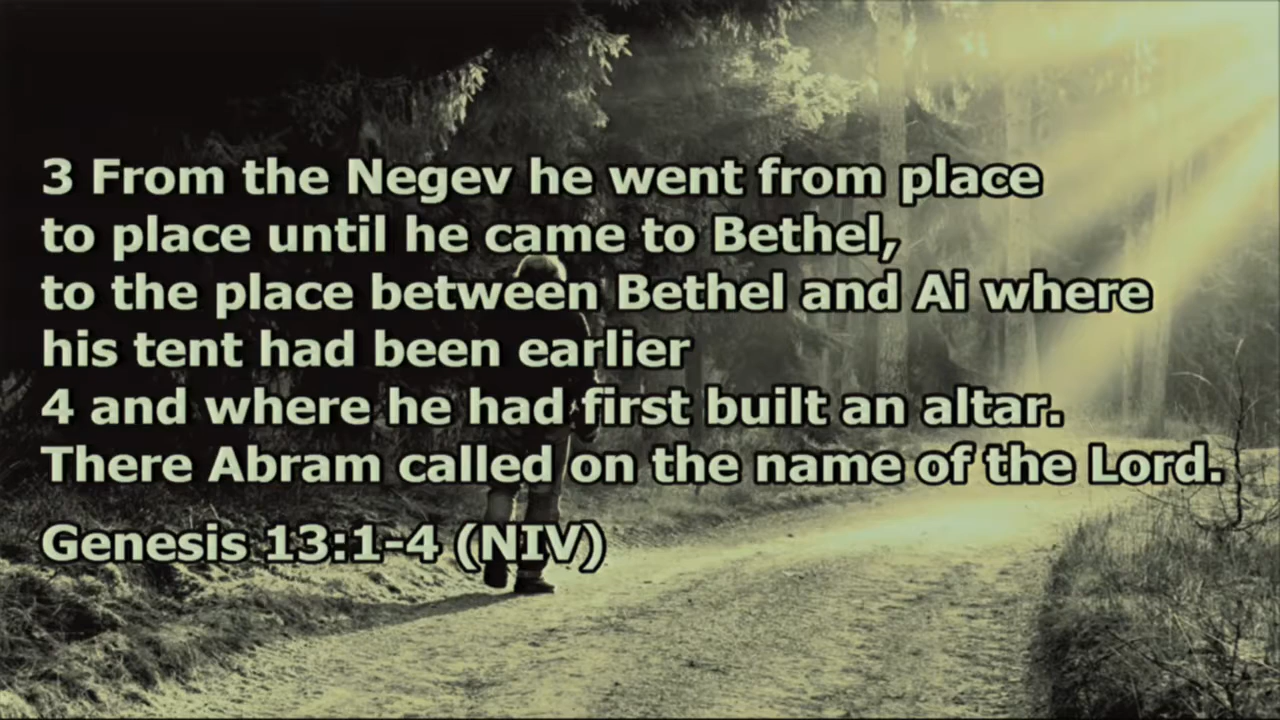 3 From the Negev he went from place
to place until he came to Bethel,
to the place between Bethel and Ai where
his tent had been earlier
4 and where he had first built an altar.
There Abram called on the name of the Lord.
Genesis 13:1-4 (NIV)